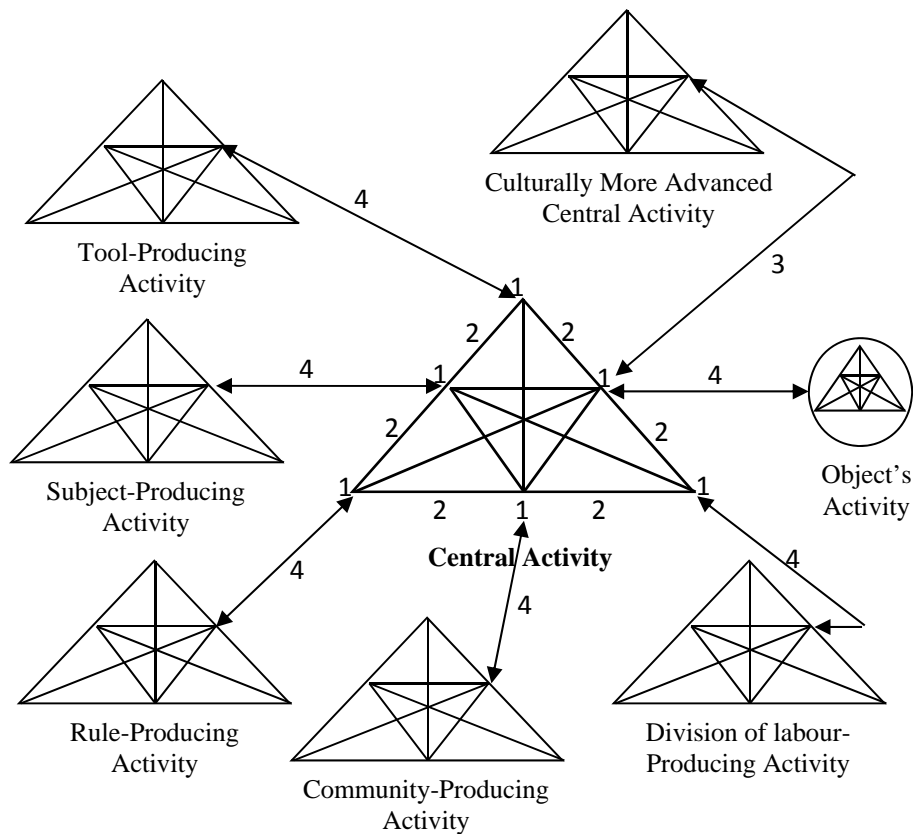 Culturally More Advanced
Central Activity
4
Tool-Producing
Activity
3
1
2
2
4
1
1
4
2
2
Subject-Producing
Activity
1
1
Object's
Activity
2
1
2
Central Activity
4
4
4
Rule-Producing
Activity
Division of labour-
Producing Activity
Community-Producing
Activity